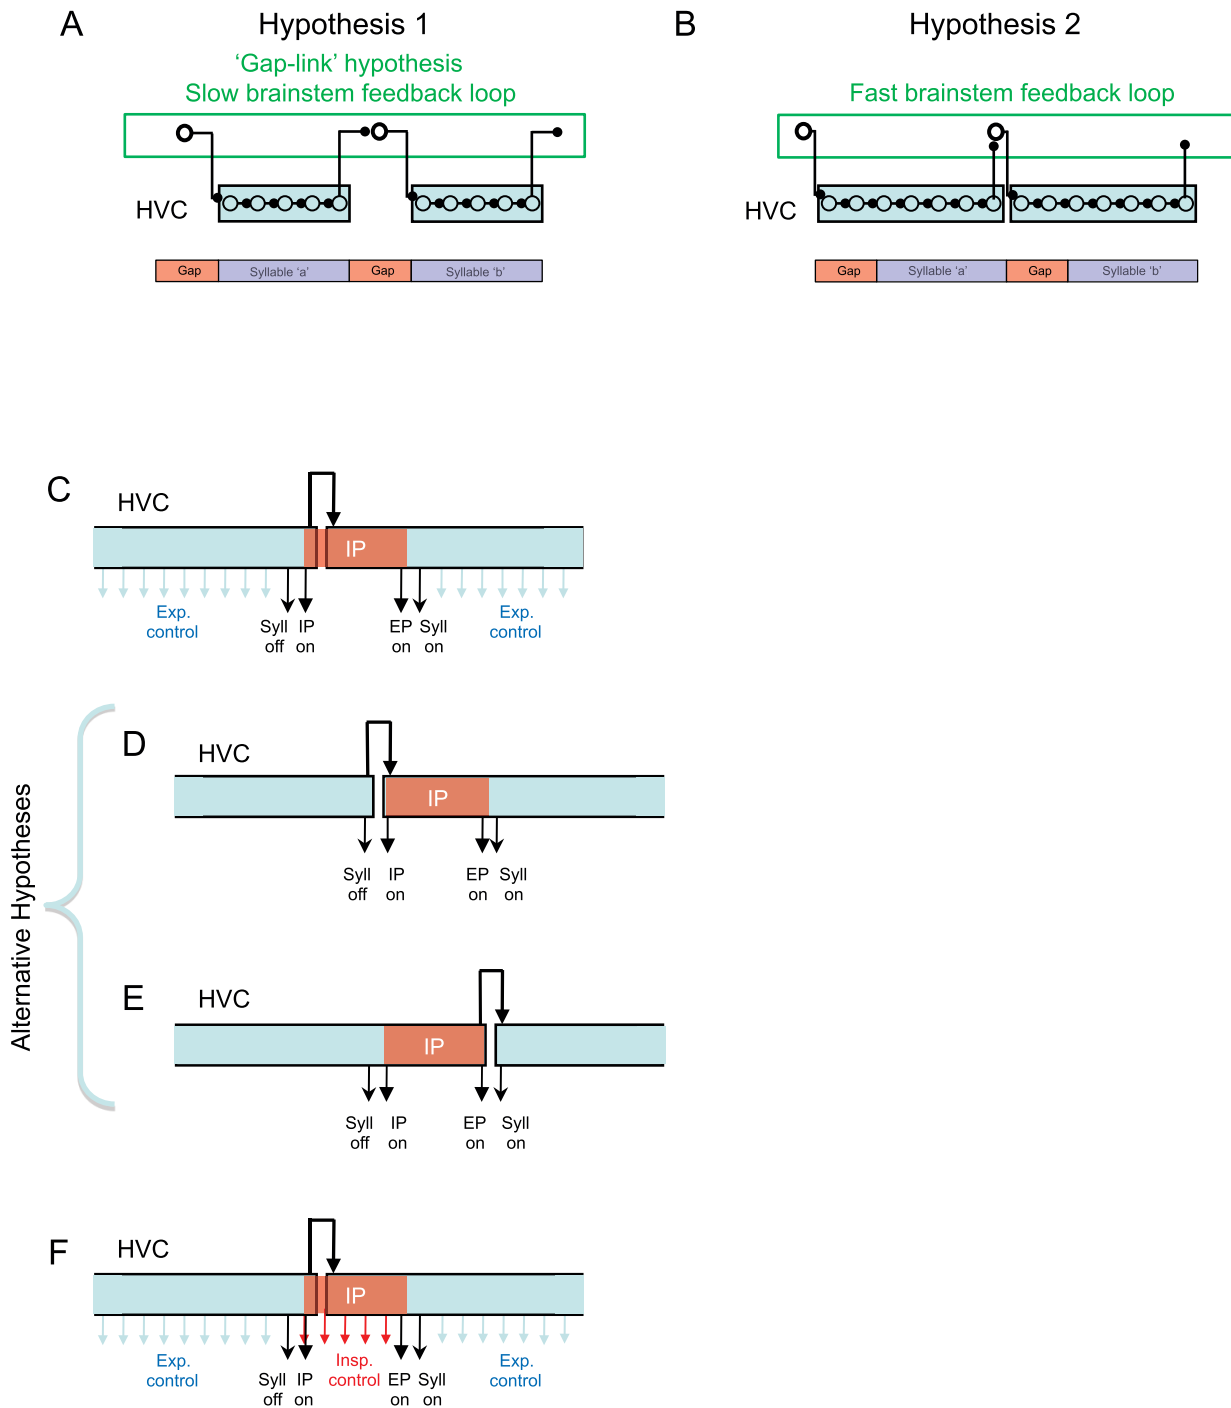 A
Hypothesis 1
'Gap-link' hypothesis
Slow brainstem feedback loop
HVC
Gap
Syllable 'a'
Gap
Syllable 'b'
B
Hypothesis 2
Fast brainstem feedback loop
HVC
Gap
Syllable 'a'
Gap
Syllable 'b'
C
HVC
IP
Exp.
control
Syll
off
IP
on
EP
on
Syll
on
Exp.
control
Alternative Hypotheses
D
HVC
IP
Syll
off
IP
on
EP
on
Syll
on
E
HVC
IP
Syll
off
IP
on
EP
on
Syll
on
F
HVC
IP
Exp.
control
Syll
off
IP
on
Insp.
control
EP
on
Syll
on
Exp.
control